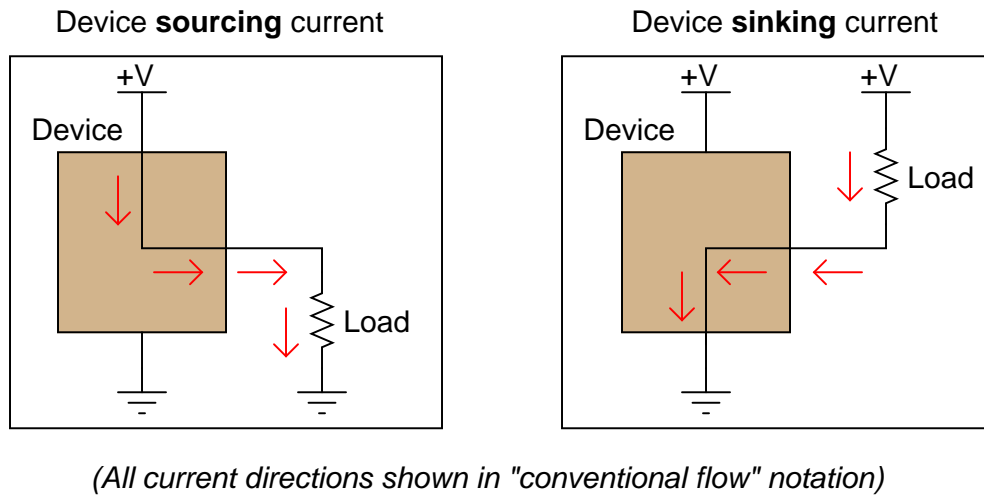 Device sourcing current
+V
Device
Load
Device sinking current
+V
+V
Device
Load
(All current directions shown in "conventional flow" notation)